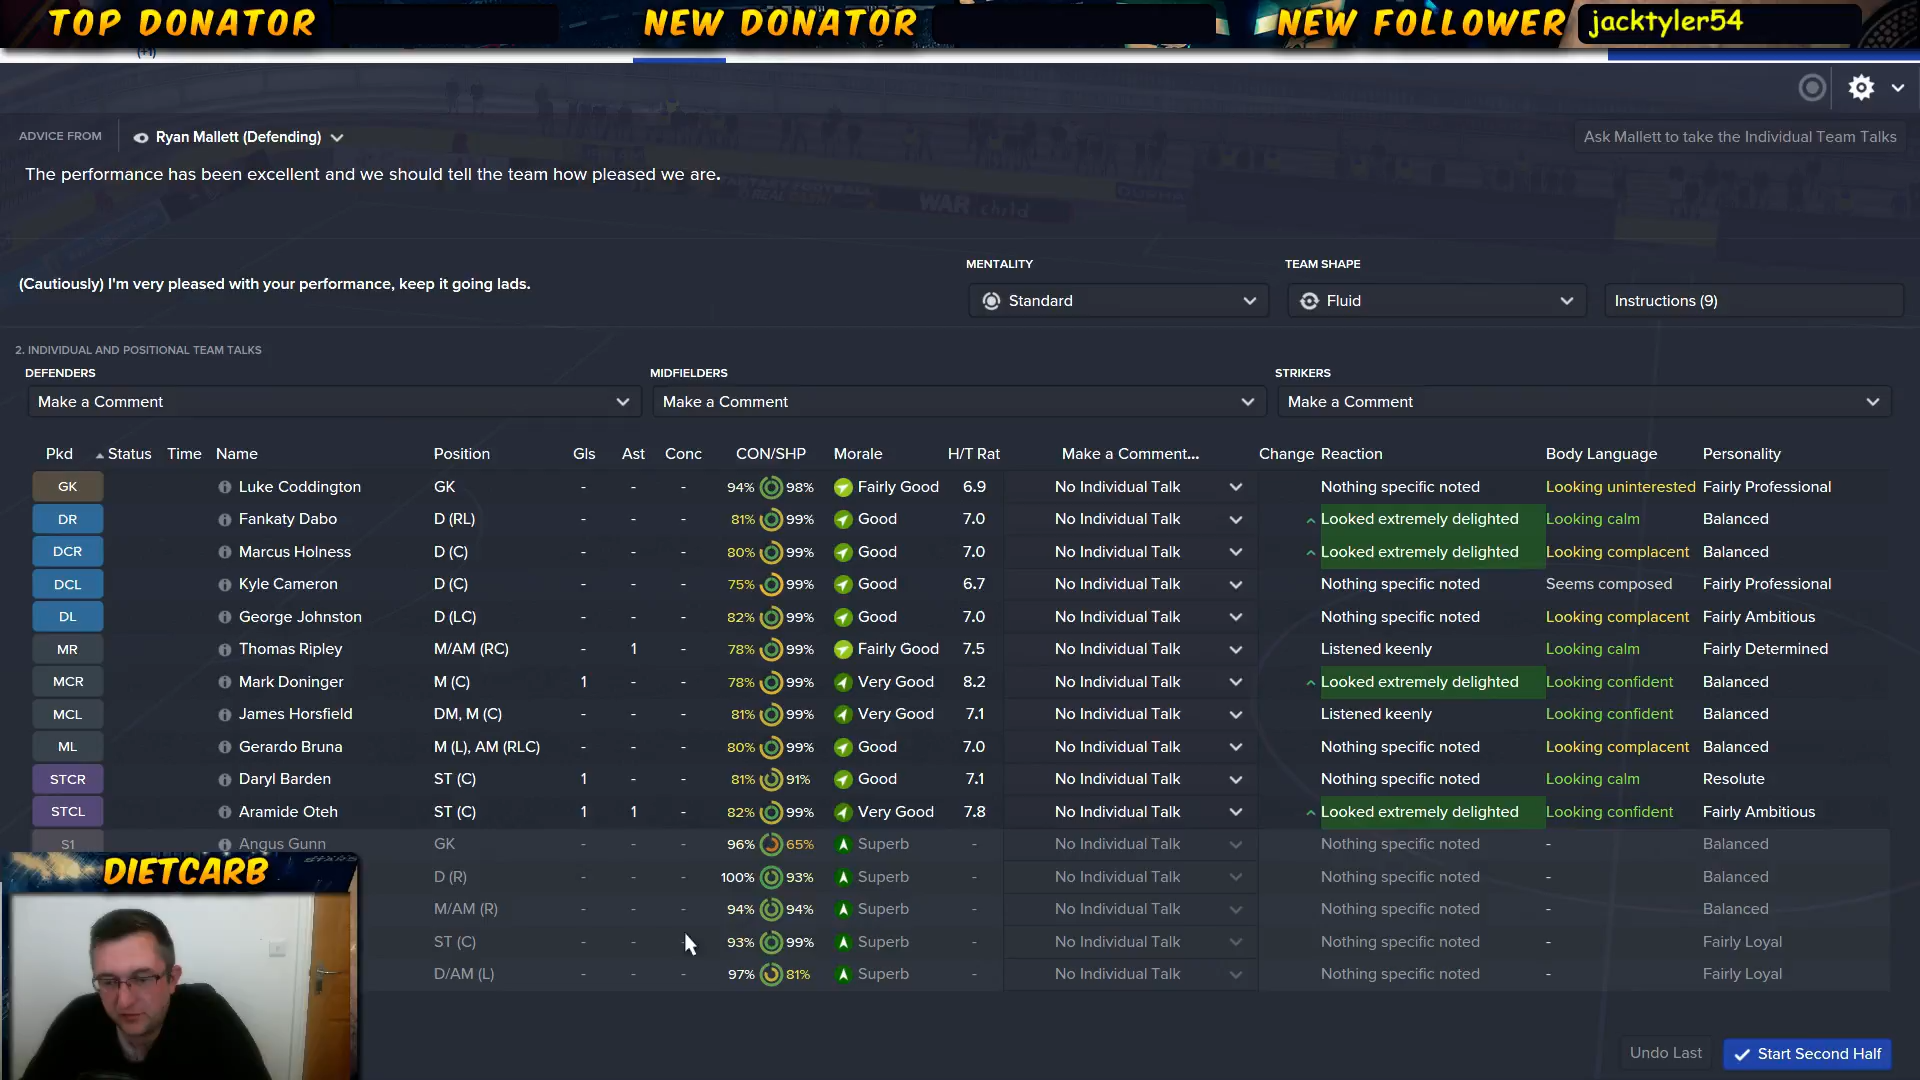 TOP DONATOR NEW DONATOR NEW FOLLOWER jacktyler54
(+1)
ADVICE FROM Ryan Mallett (Defending) Ask Mallett to take the Individual Team Talks
The performance has been excellent and we should tell the team how pleased we are.
WAR child
MENTALITY TEAM SHAPE
(Cautiously) I'm very pleased with your performance, keep it going lads. Standard Fluid Instructions (9)
2. INDIVIDUAL AND POSITIONAL TEAM TALKS
DEFENDERS MIDFIELDERS STRIKERS
Make a Comment Make a Comment Make a Comment
Pkd Status Time Name Position Gls Ast Conc CON/SHP Morale H/T Rat Make a Comment... Change Reaction Body Language Personality
GK Luke Coddington GK - - - 94% 98% Fairly Good 6.9 No Individual Talk Nothing specific noted Looking uninterested Fairly Professional
DR Fankaty Dabo D (RL) - - - 81% 99% Good 7.0 No Individual Talk Looked extremely delighted Looking calm Balanced
DCR Marcus Holness D (C) - - - 80% 99% Good 7.0 No Individual Talk Looked extremely delighted Looking complacent Balanced
DCL Kyle Cameron D (C) - - - 75% 99% Good 6.7 No Individual Talk Nothing specific noted Seems composed Fairly Professional
DL George Johnston D (LC) - - - 82% 99% Good 7.0 No Individual Talk Nothing specific noted Looking complacent Fairly Ambitious
MR Thomas Ripley M/AM (RC) - 1 - 78% 99% Fairly Good 7.5 No Individual Talk Listened keenly Looking calm Fairly Determined
MCR Mark Doninger M (C) 1 - - 78% 99% Very Good 8.2 No Individual Talk Looked extremely delighted Looking confident Balanced
MCL James Horsfield DM, M (C) - - - 81% 99% Very Good 7.1 No Individual Talk Listened keenly Looking confident Balanced
ML Gerardo Bruna M (L), AM (RLC) - - - 80% 99% Good 7.0 No Individual Talk Nothing specific noted Looking complacent Balanced
STCR Daryl Barden ST (C) 1 - - 81% 91% Good 7.1 No Individual Talk Nothing specific noted Looking calm Resolute
STCL Aramide Oteh ST (C) 1 1 - 82% 99% Very Good 7.8 No Individual Talk Looked extremely delighted Looking confident Fairly Ambitious
S1 Angus Gunn GK - - - 96% 65% Superb - No Individual Talk Nothing specific noted - Balanced
D (R) - - - 100% 93% Superb - No Individual Talk Nothing specific noted - Balanced
M/AM (R) - - - 94% 94% Superb - No Individual Talk Nothing specific noted - Balanced
ST (C) - - - 93% 99% Superb - No Individual Talk Nothing specific noted - Fairly Loyal
D/AM (L) - - - 97% 81% Superb - No Individual Talk Nothing specific noted - Fairly Loyal
DIETCARB
Undo Last Start Second Half